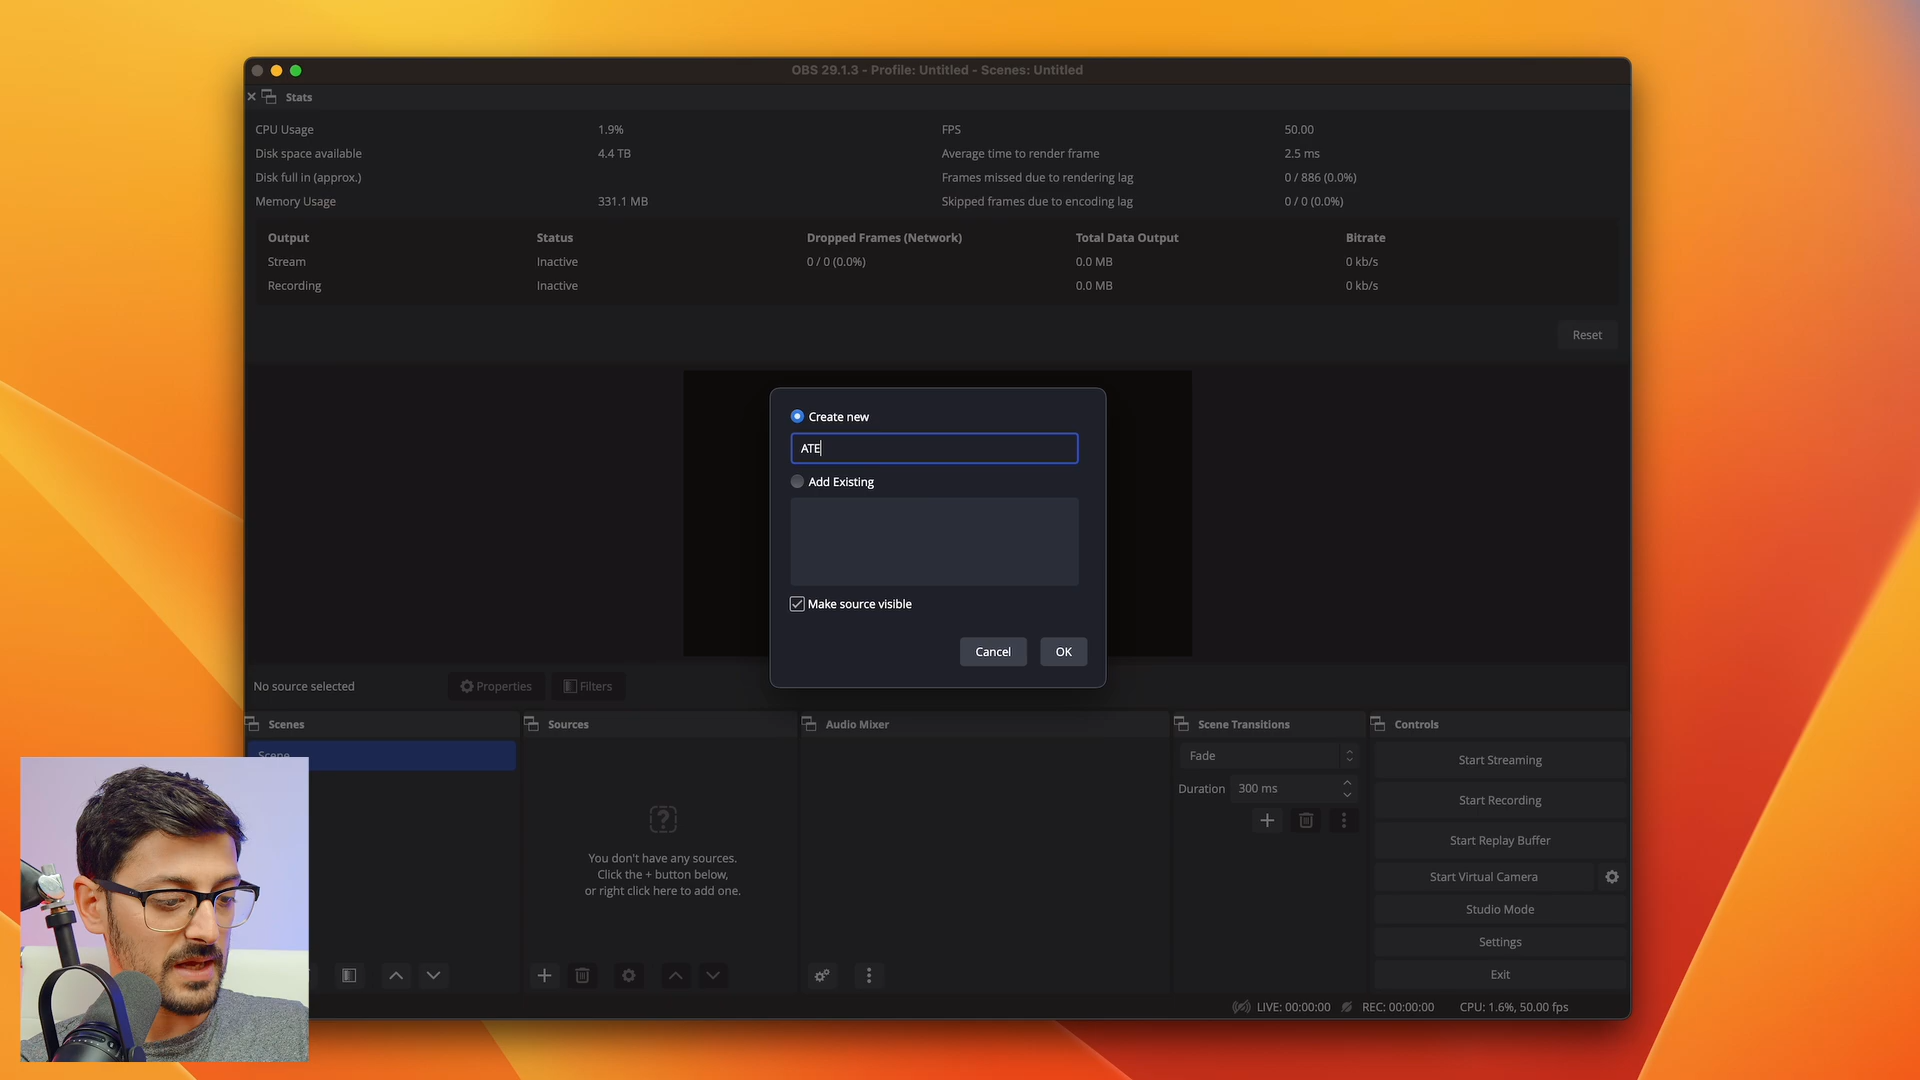 OBS 29.1.3 - Profile: Untitled - Scenes: Untitled
Stats
CPU Usage 1.9% FPS 50.00
Disk space available 4.4 TB Average time to render frame 2.5 ms
Disk full in (approx.) Frames missed due to rendering lag 0 / 886 (0.0%)
Memory Usage 331.1 MB Skipped frames due to encoding lag 0 / 0 (0.0%)
Output Status Dropped Frames (Network) Total Data Output Bitrate
Stream Inactive 0 / 0 (0.0%) 0.0 MB 0 kb/s
Recording Inactive 0.0 MB 0 kb/s
Reset
Create new
ATE
Add Existing
Make source visible
Cancel OK
No source selected Properties Filters
Scenes Sources Audio Mixer Scene Transitions Controls
Scene
You don't have any sources.
Click the + button below,
or right click here to add one.
Fade
Duration 300 ms
Start Streaming
Start Recording
Start Replay Buffer
Start Virtual Camera
Studio Mode
Settings
Exit
LIVE: 00:00:00 REC: 00:00:00 CPU: 1.6%, 50.00 fps